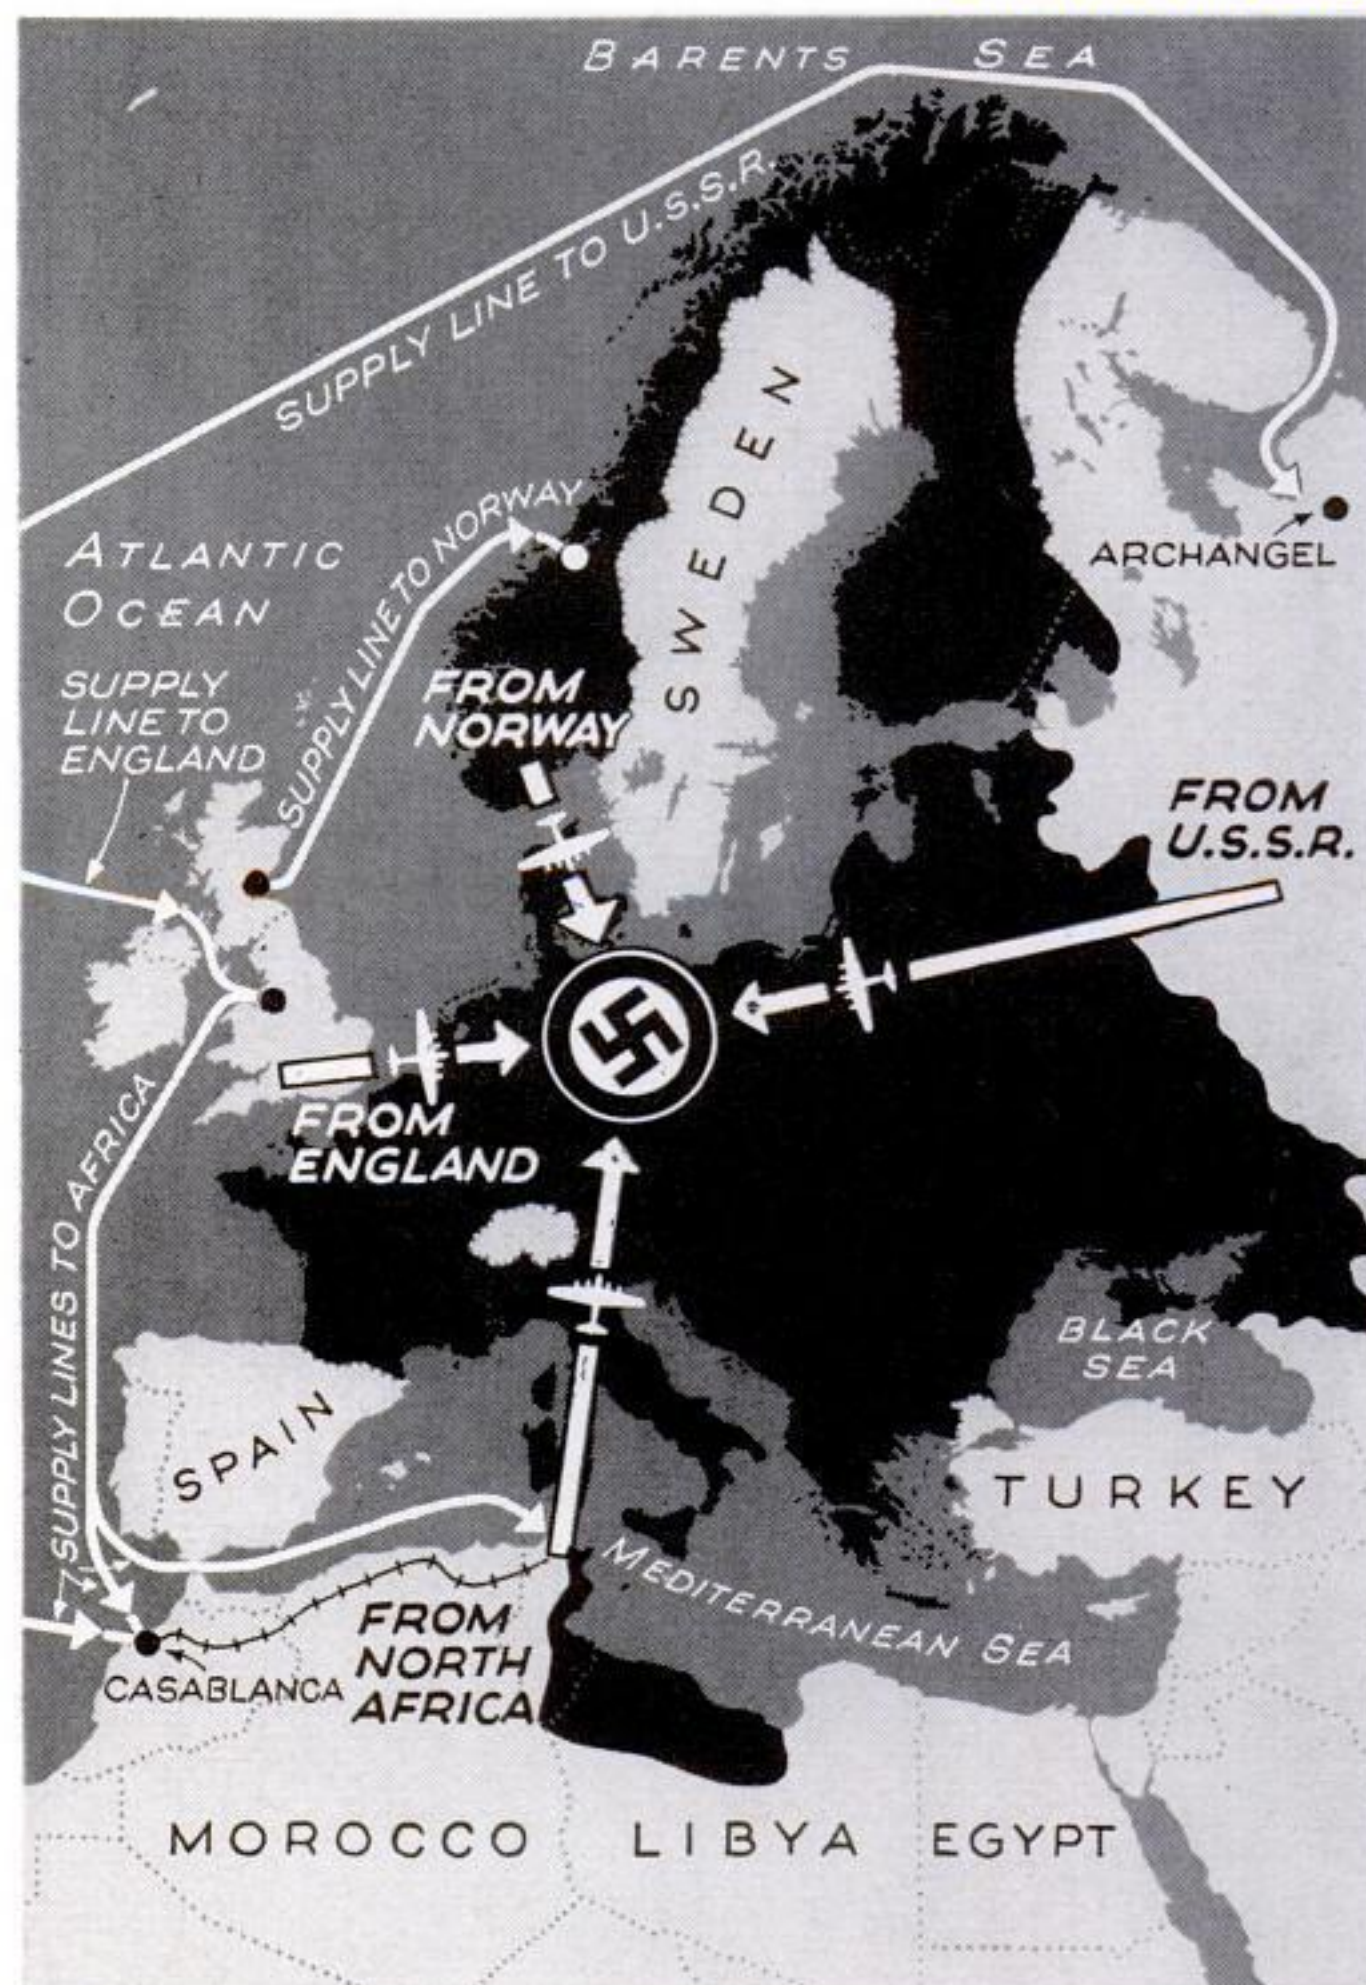 BARENTS SEA
SUPPLY LINE TO U.S.S.R.
SWEDEN
SUPPLY LINE TO NORWAY
ATLANTIC
OCEAN
ARCHANGEL
SUPPLY
LINE TO
ENGLAND
FROM
NORWAY
FROM
U.S.S.R.
FROM
ENGLAND
SUPPLY LINES TO AFRICA
BLACK
SEA
SPAIN
TURKEY
MEDITERRANEAN SEA
FROM
NORTH
AFRICA
CASABLANCA
MOROCCO LIBYA EGYPT